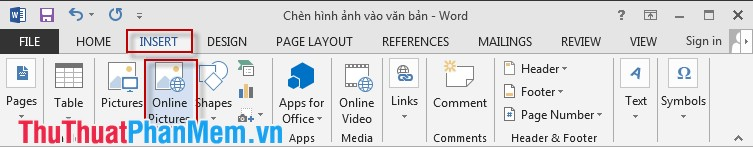 Chèn hình ảnh vào văn bản - Word
?
FILE HOME INSERT DESIGN PAGE LAYOUT REFERENCES MAILINGS REVIEW VIEW Sign in
Pages Table Pictures Online Pictures Shapes Apps for Office Online Video Links Comment Header Footer Page Number Text Symbols
Tables Apps Media Comments Header & Footer
ThuThuatPhanMem.vn